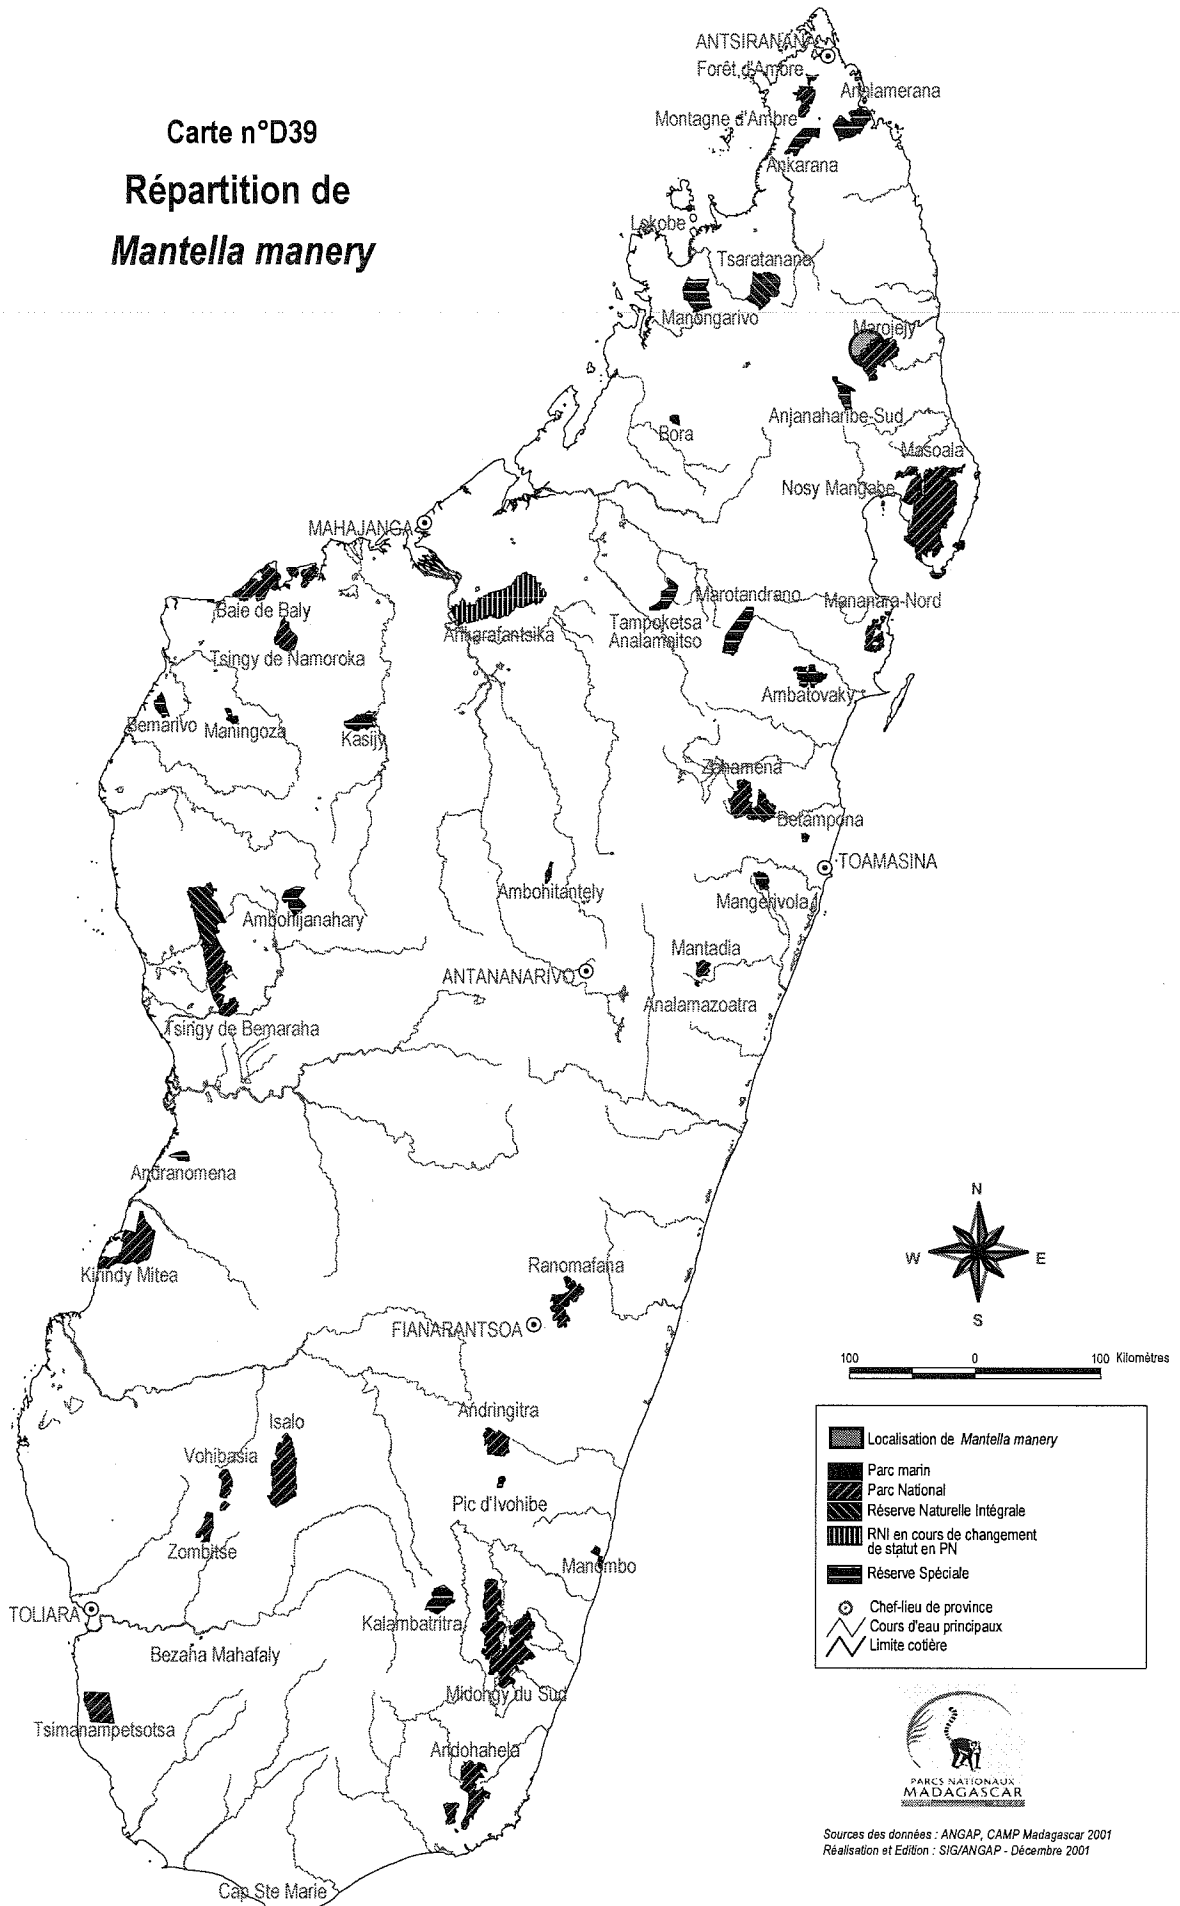 Carte n°D39
Répartition de
Mantella manery
ANTSIRANANA
Forêt d'Ambre
Analamerana
Montagne d'Ambre
Ankarana
Lokobe
Tsaratanana
Manongarivo
Marojejy
Anjanaharibe-Sud
Bora
Masoala
Nosy Mangabe
MAHAJANGA
Baie de Baly
Ankarafantsika
Tampoketsa
Analamaitso
Marotandrano
Mananara-Nord
Tsingy de Namoroka
Ambatovaky
Bemarivo
Maningoza
Kasijy
Zahamena
Betampona
TOAMASINA
Ambohitantely
Mangerivola
Ambohijanahary
Mantadia
ANTANANARIVO
Analamazoatra
Tsingy de Bemaraha
Andranomena
Kirindy Mitea
Ranomafana
FIANARANTSOA
Isalo
Andringitra
Vohibasia
Pic d'Ivohibe
Zombitse
Manombo
TOLIARA
Kalambatritra
Bezaha Mahafaly
Midongy du Sud
Tsimanampetsotsa
Andohahela
Cap Ste Marie
N
W
E
S
100 0 100 Kilomètres
Localisation de Mantella manery
Parc marin
Parc National
Réserve Naturelle Intégrale
RNI en cours de changement
de statut en PN
Réserve Spéciale
Chef-lieu de province
Cours d'eau principaux
Limite cotière
PARCS NATIONAUX
MADAGASCAR
Sources des données : ANGAP, CAMP Madagascar 2001
Réalisation et Edition : SIG/ANGAP - Décembre 2001